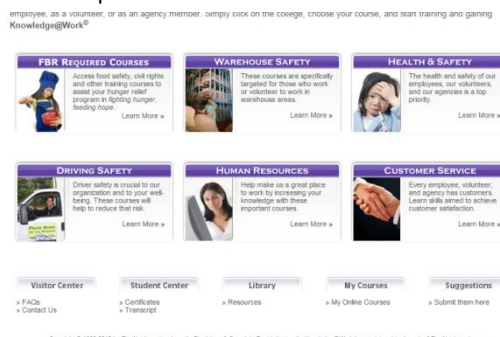 employee, as a volunteer, or as an agency member. Simply click on the college, choose your course, and start training and gaining
Knowledge@Work®
FBR REQUIRED COURSES
Access food safety, civil rights
and other training courses to
assist your hunger relief
program in fighting hunger,
feeding hope.
Learn More »
WAREHOUSE SAFETY
These courses are specifically
targeted for those who work
or volunteer to work in
warehouse areas.
Learn More »
HEALTH & SAFETY
The health and safety of our
employees, our volunteers,
and our agencies is a top
priority.
Learn More »
DRIVING SAFETY
Driver safety is crucial to our
organization and to your well-
being. These courses will
help to reduce that risk.
Learn More »
HUMAN RESOURCES
Help make us a great place
to work by increasing your
knowledge with these
important courses.
Learn More »
CUSTOMER SERVICE
Every employee, volunteer,
and agency has customers.
Learn skills aimed to achieve
customer satisfaction.
Learn More »
Visitor Center
» FAQs
» Contact Us
Student Center
» Certificates
» Transcript
Library
» Resources
My Courses
» My Online Courses
Suggestions
» Submit them here